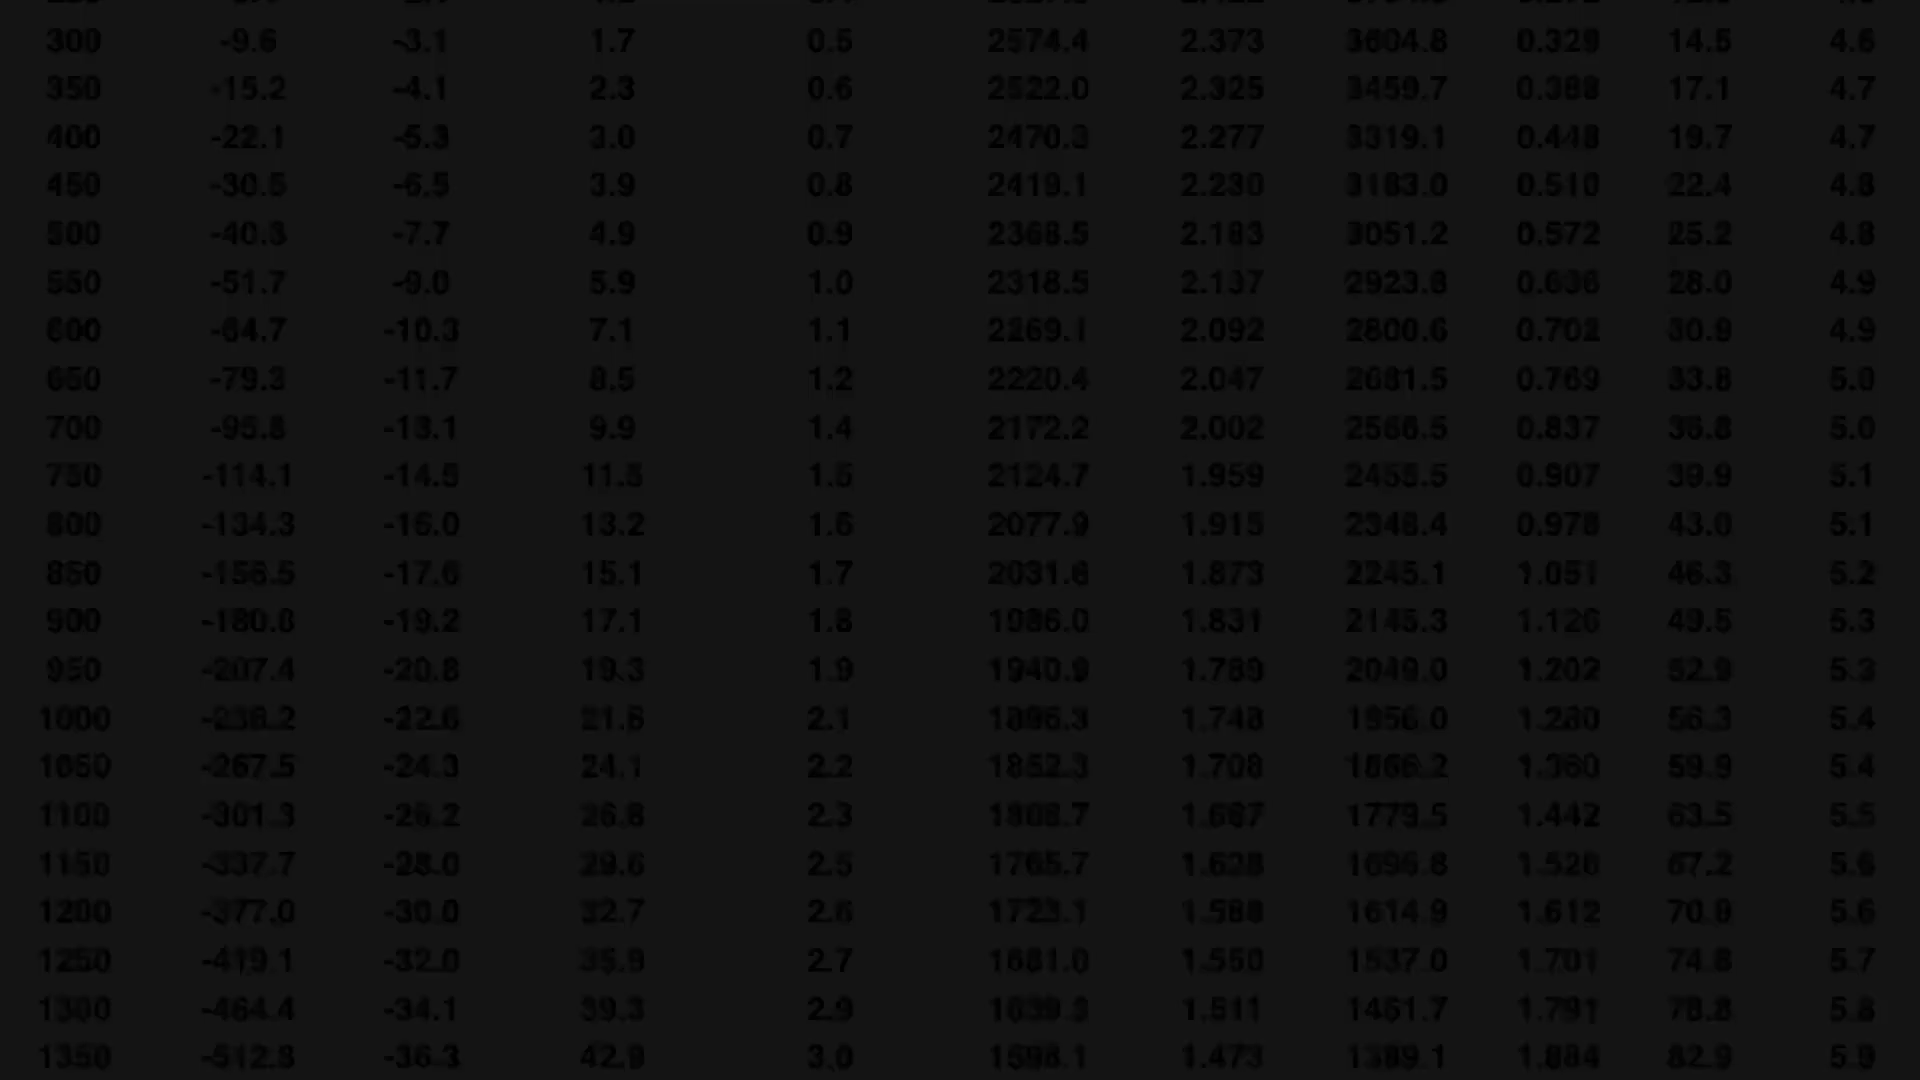 300 -9.6 -3.1 1.7 0.5 2574.4 2.373 3604.8 0.329 14.5 4.6
350 -15.2 -4.1 2.3 0.6 2522.0 2.325 3459.7 0.388 17.1 4.7
400 -22.1 -5.3 3.0 0.7 2470.3 2.277 3319.1 0.448 19.7 4.7
450 -30.5 -6.5 3.9 0.8 2419.1 2.230 3183.0 0.510 22.4 4.8
500 -40.3 -7.7 4.9 0.9 2368.5 2.183 3051.2 0.572 25.2 4.8
550 -51.7 -9.0 5.9 1.0 2318.5 2.137 2923.8 0.636 28.0 4.9
600 -64.7 -10.3 7.1 1.1 2269.1 2.092 2800.6 0.702 30.9 4.9
650 -79.3 -11.7 8.5 1.2 2220.4 2.047 2681.5 0.769 33.8 5.0
700 -95.8 -13.1 9.9 1.4 2172.2 2.002 2566.5 0.837 36.8 5.0
750 -114.1 -14.5 11.5 1.5 2124.7 1.959 2455.5 0.907 39.9 5.1
800 -134.3 -16.0 13.2 1.6 2077.9 1.915 2348.4 0.978 43.0 5.1
850 -156.5 -17.6 15.1 1.7 2031.6 1.873 2245.1 1.051 46.3 5.2
900 -180.8 -19.2 17.1 1.8 1986.0 1.831 2145.3 1.126 49.5 5.3
950 -207.4 -20.8 19.3 1.9 1940.9 1.789 2049.0 1.202 52.9 5.3
1000 -236.2 -22.6 21.6 2.1 1896.3 1.748 1956.0 1.280 56.3 5.4
1050 -267.5 -24.3 24.1 2.2 1852.3 1.708 1866.2 1.360 59.9 5.4
1100 -301.3 -26.2 26.8 2.3 1808.7 1.667 1779.5 1.442 63.5 5.5
1150 -337.7 -28.0 29.6 2.5 1765.7 1.628 1695.8 1.526 67.2 5.6
1200 -377.0 -30.0 32.7 2.6 1723.1 1.588 1614.9 1.612 70.9 5.6
1250 -419.1 -32.0 35.9 2.7 1681.0 1.550 1537.0 1.701 74.8 5.7
1300 -464.4 -34.1 39.3 2.9 1639.3 1.511 1461.7 1.791 78.8 5.8
1350 -512.8 -36.3 42.9 3.0 1598.1 1.473 1389.1 1.884 82.9 5.9